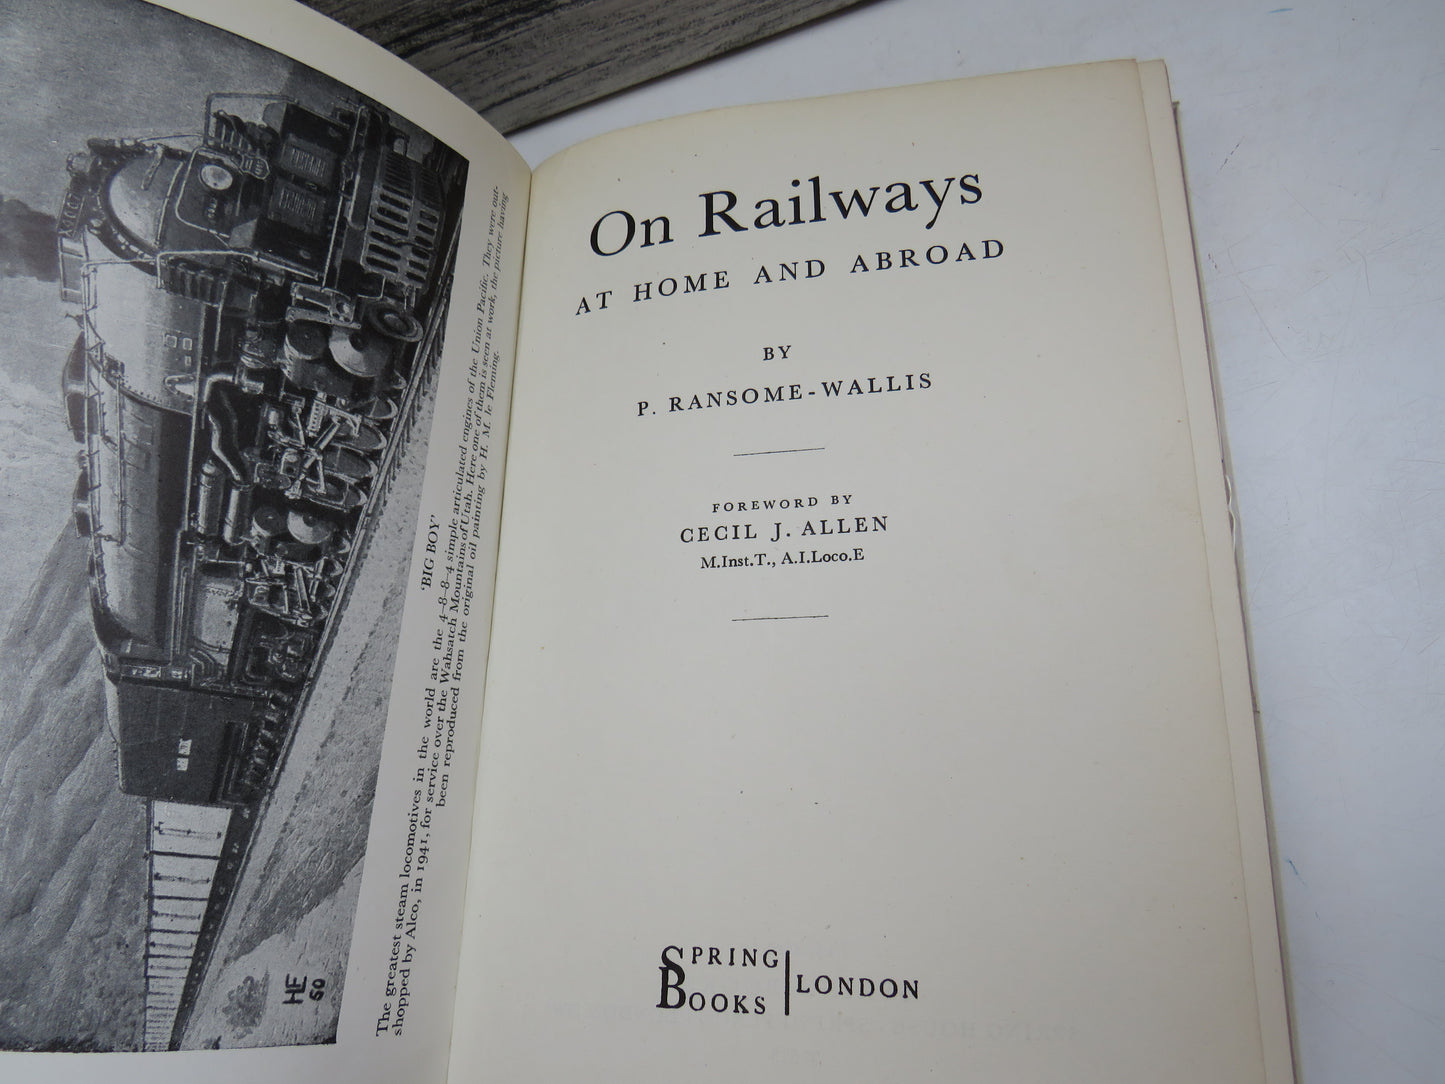 'BIG BOY'
The greatest steam locomotives in the world are the 4-8-8-4 simple articulated engines of the Union Pacific. They were out-
shopped by Alco, in 1941, for service over the Wahsatch Mountains of Utah. Here one of them is seen at work, the picture having
been reproduced from the original oil painting by H. M. le Fleming.
HF
60
On Railways
AT HOME AND ABROAD
BY
P. RANSOME-WALLIS
FOREWORD BY
CECIL J. ALLEN
M.Inst.T., A.I.Loco.E
SPRING
BOOKS
LONDON